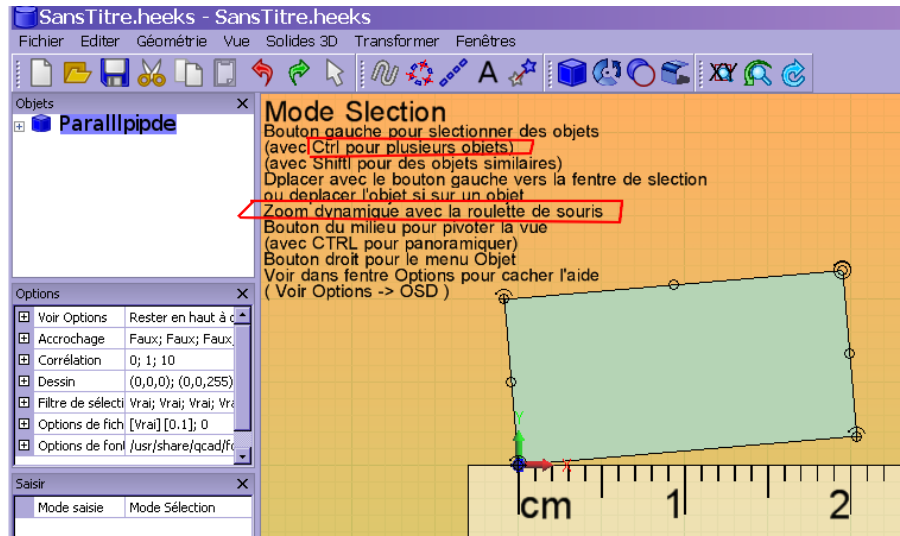 SansTitre.heeks - SansTitre.heeks
Fichier Editer Géométrie Vue Solides 3D Transformer Fenêtres
A
Objets X
Paralllpipde
Mode Slection
Bouton gauche pour slectionner des objets
(avec Ctrl pour plusieurs objets)
(avec Shiftl pour des objets similaires)
Dplacer avec le bouton gauche vers la fentre de slection
ou deplacer l'objet si sur un objet
Zoom dynamique avec la roulette de souris
Bouton du milieu pour pivoter la vue
(avec CTRL pour panoramiquer)
Bouton droit pour le menu Objet
Voir dans fentre Options pour cacher l'aide
( Voir Options -> OSD )
Options X
Voir Options Rester en haut à
Accrochage Faux; Faux; Faux
Corrélation 0; 1; 10
Dessin (0,0,0); (0,0,255)
Filtre de sélecti Vrai; Vrai; Vrai;
Options de fich [Vrai] [0.1]; 0
Options de font /usr/share/qcad/fo
Saisir X
Mode saisie Mode Sélection
Y
X
cm 1 2